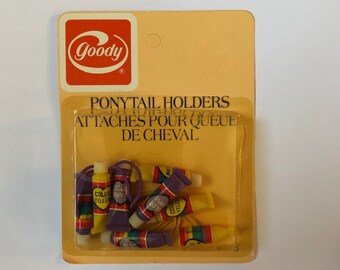 Goody
®
PONYTAIL HOLDERS
ATTACHES POUR QUEUE
DE CHEVAL